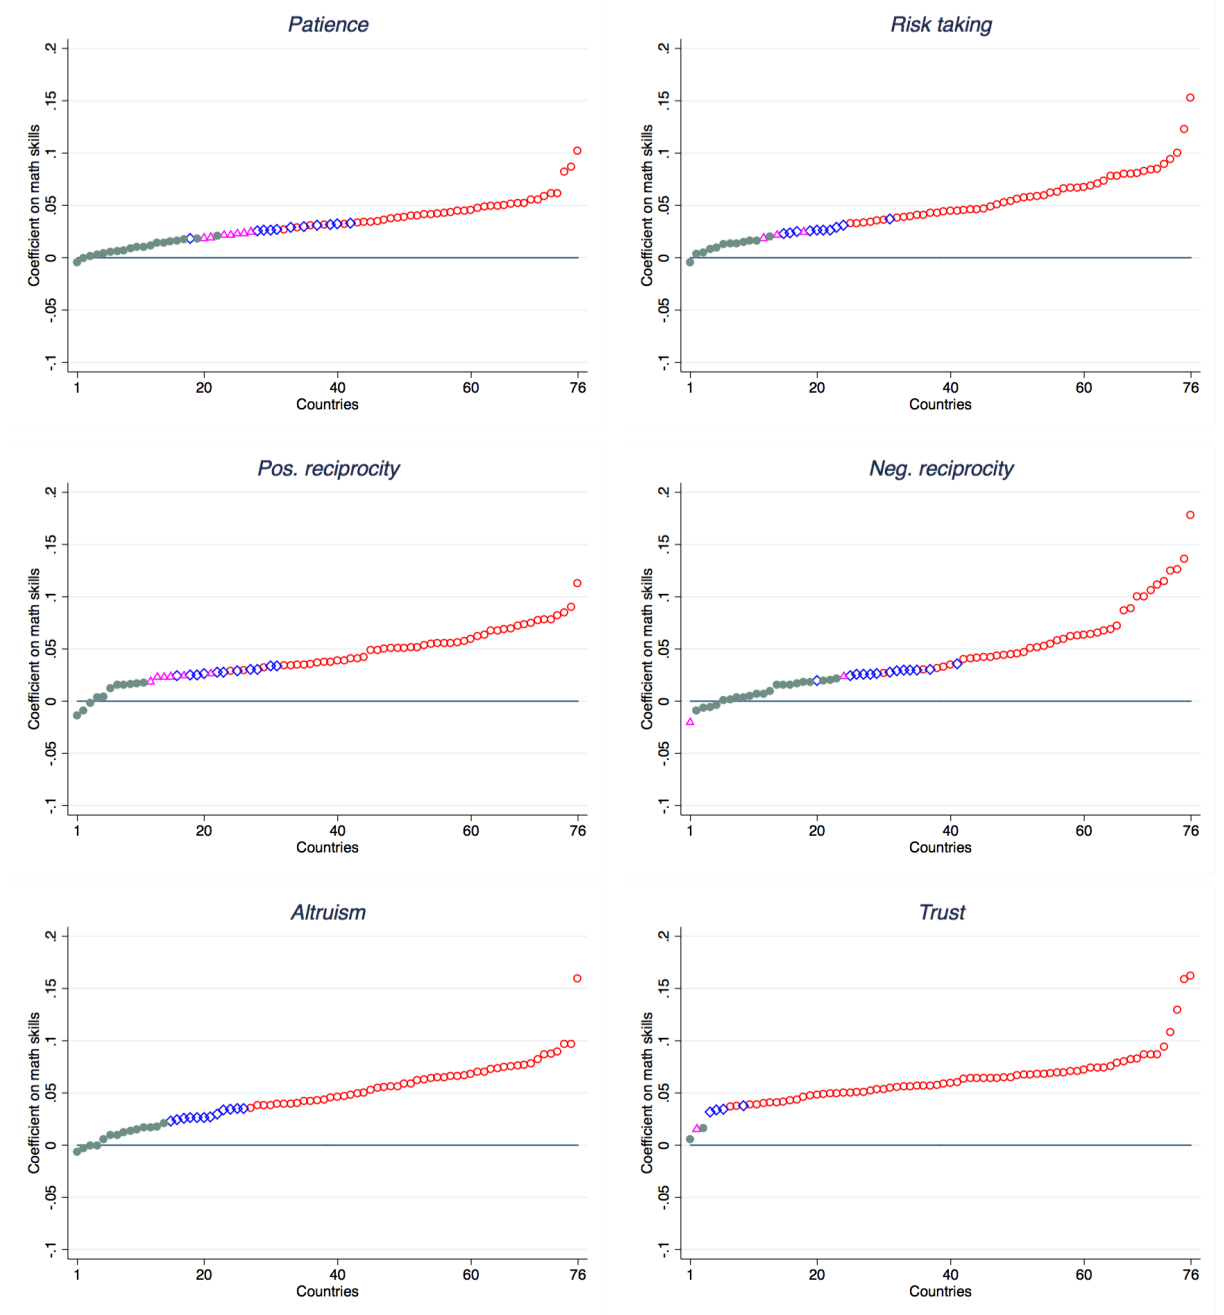 Patience
Coefficient on math skills
.2
.15
.1
.05
0
-.05
-.1
1 20 40 60 76
Countries
Risk taking
Coefficient on math skills
.2
.15
.1
.05
0
-.05
-.1
1 20 40 60 76
Countries
Pos. reciprocity
Coefficient on math skills
.2
.15
.1
.05
0
-.05
-.1
1 20 40 60 76
Countries
Neg. reciprocity
Coefficient on math skills
.2
.15
.1
.05
0
-.05
-.1
1 20 40 60 76
Countries
Altruism
Coefficient on math skills
.2
.15
.1
.05
0
-.05
-.1
1 20 40 60 76
Countries
Trust
Coefficient on math skills
.2
.15
.1
.05
0
-.05
-.1
1 20 40 60 76
Countries